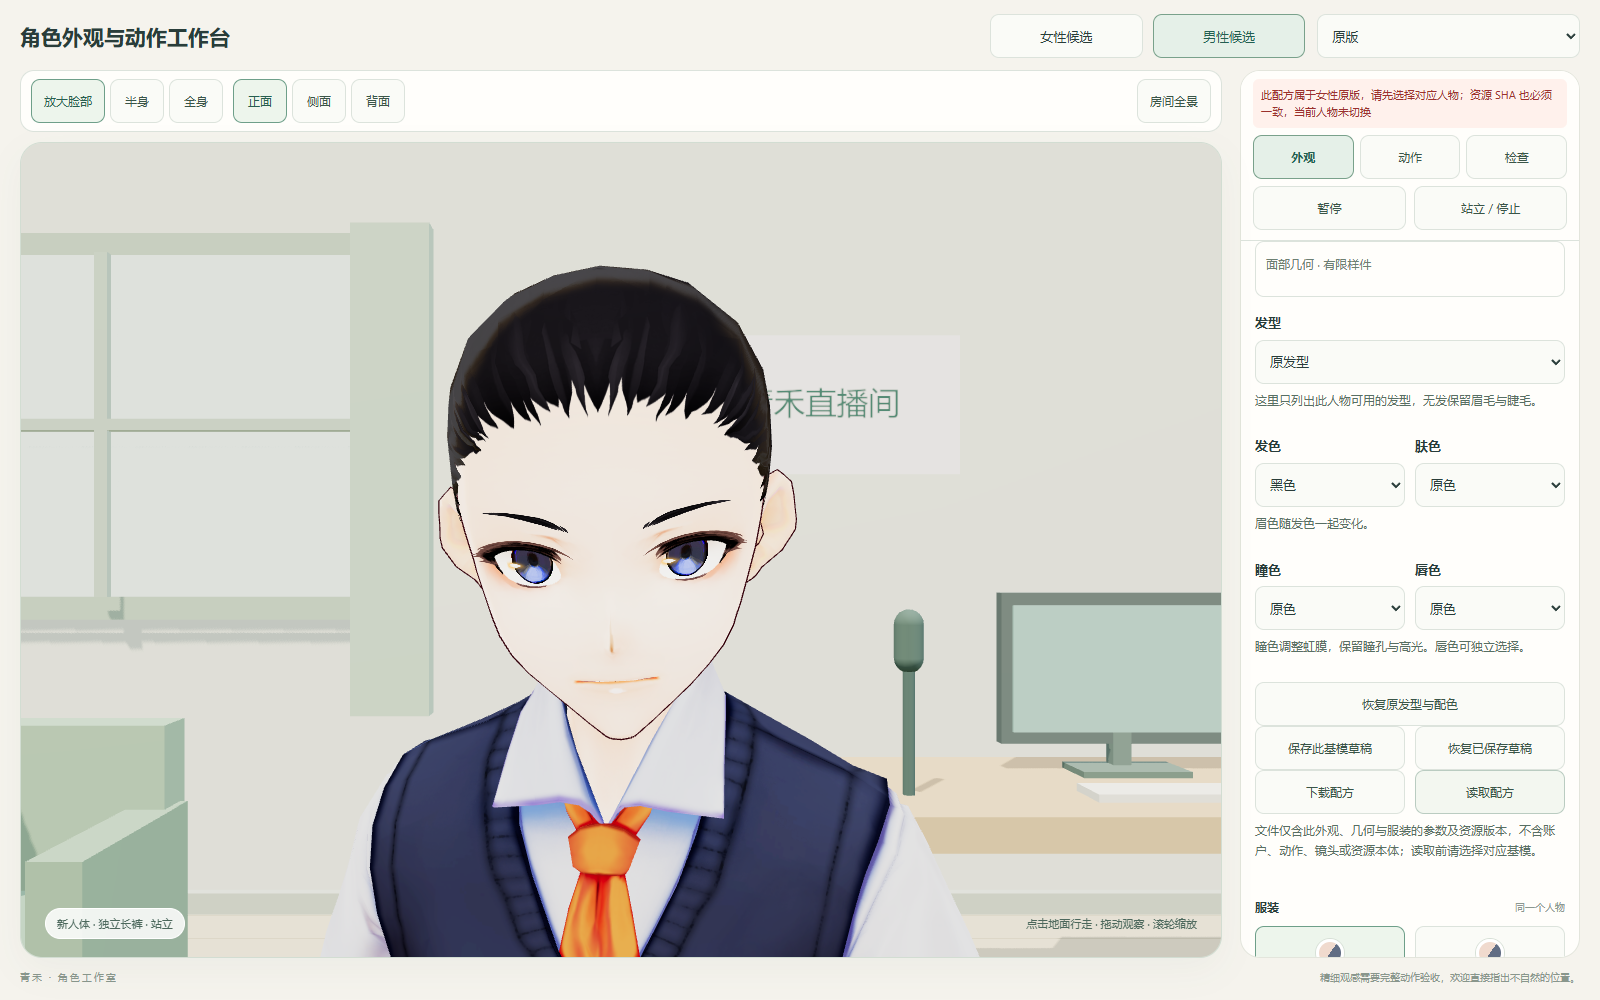 角色外观与动作工作台
女性候选
男性候选
原版
放大脸部
半身
全身
正面
侧面
背面
房间全景
此配方属于女性原版，请先选择对应人物；资源 SHA 也必须
一致，当前人物未切换
外观
动作
检查
暂停
站立 / 停止
面部几何 · 有限样件
发型
原发型
这里只列出此人物可用的发型，无发保留眉毛与睫毛。
发色
肤色
黑色
原色
眉色随发色一起变化。
瞳色
唇色
原色
原色
瞳色调整虹膜，保留瞳孔与高光。唇色可独立选择。
恢复原发型与配色
保存此基模草稿
恢复已保存草稿
下载配方
读取配方
文件仅含此外观、几何与服装的参数及资源版本，不含账
户、动作、镜头或资源本体；读取前请选择对应基模。
服装
同一个人物
禾直播间
新人体 · 独立长裤 · 站立
点击地面行走 · 拖动观察 · 滚轮缩放
青禾 · 角色工作室
精细观感需要完整动作验收，欢迎直接指出不自然的位置。